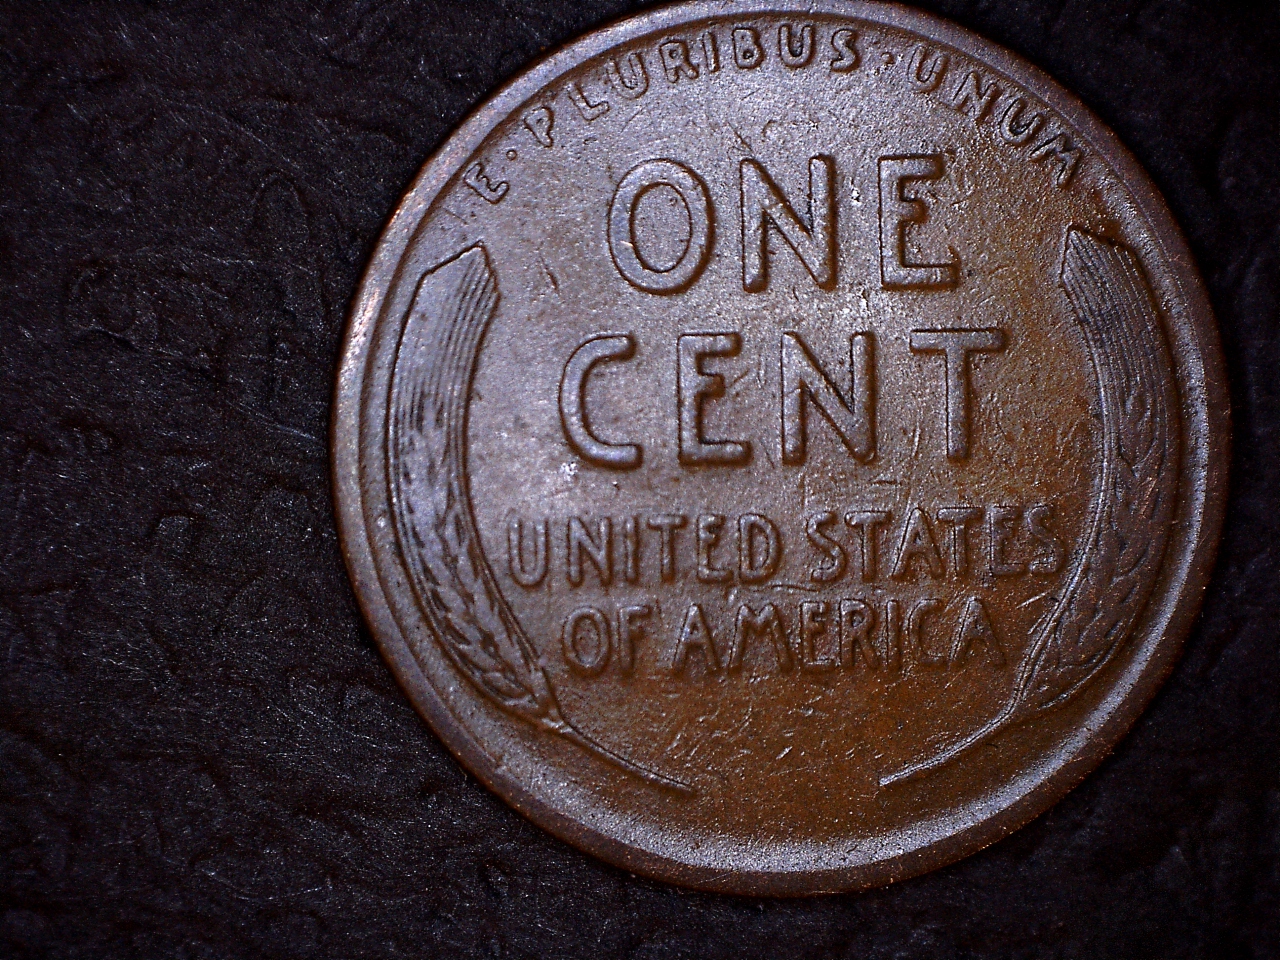 E·PLURIBUS·UNUM
ONE
CENT
UNITED STATES
OF AMERICA